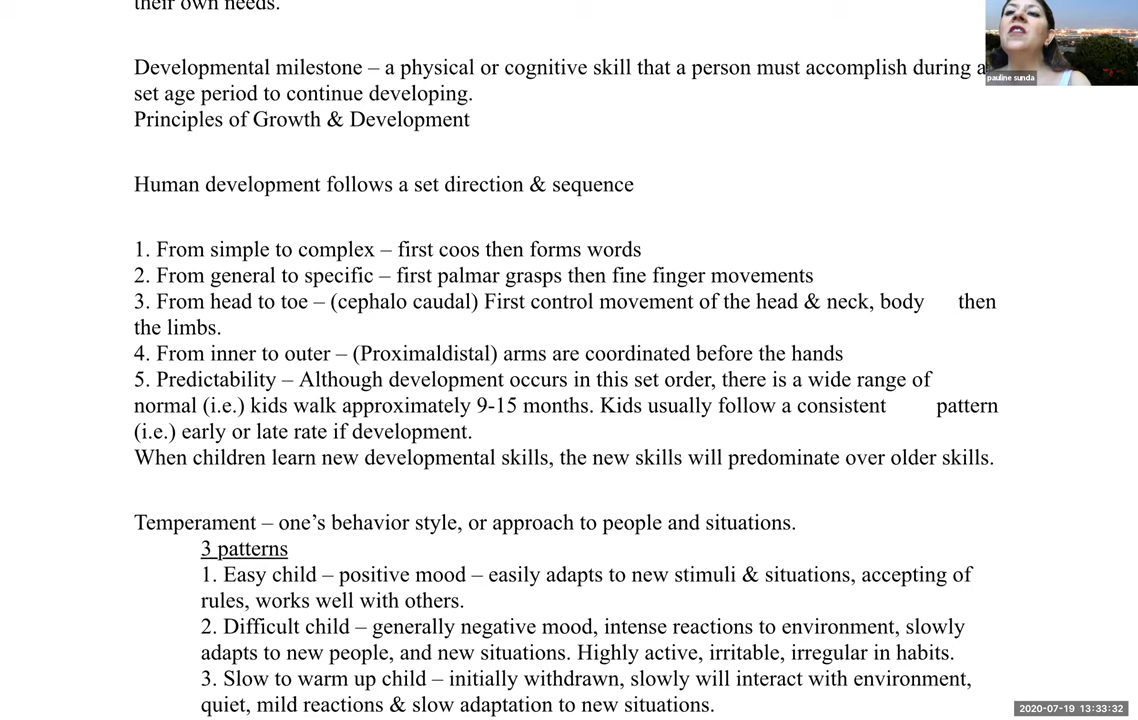 their own needs.
Developmental milestone – a physical or cognitive skill that a person must accomplish during a
set age period to continue developing.
Principles of Growth & Development
Human development follows a set direction & sequence
1. From simple to complex – first coos then forms words
2. From general to specific – first palmar grasps then fine finger movements
3. From head to toe – (cephalo caudal) First control movement of the head & neck, body then
the limbs.
4. From inner to outer – (Proximaldistal) arms are coordinated before the hands
5. Predictability – Although development occurs in this set order, there is a wide range of
normal (i.e.) kids walk approximately 9-15 months. Kids usually follow a consistent pattern
(i.e.) early or late rate if development.
When children learn new developmental skills, the new skills will predominate over older skills.
Temperament – one’s behavior style, or approach to people and situations.
3 patterns
1. Easy child – positive mood – easily adapts to new stimuli & situations, accepting of
rules, works well with others.
2. Difficult child – generally negative mood, intense reactions to environment, slowly
adapts to new people, and new situations. Highly active, irritable, irregular in habits.
3. Slow to warm up child – initially withdrawn, slowly will interact with environment,
quiet, mild reactions & slow adaptation to new situations.
pauline sunda
2020-07-19 13:33:32